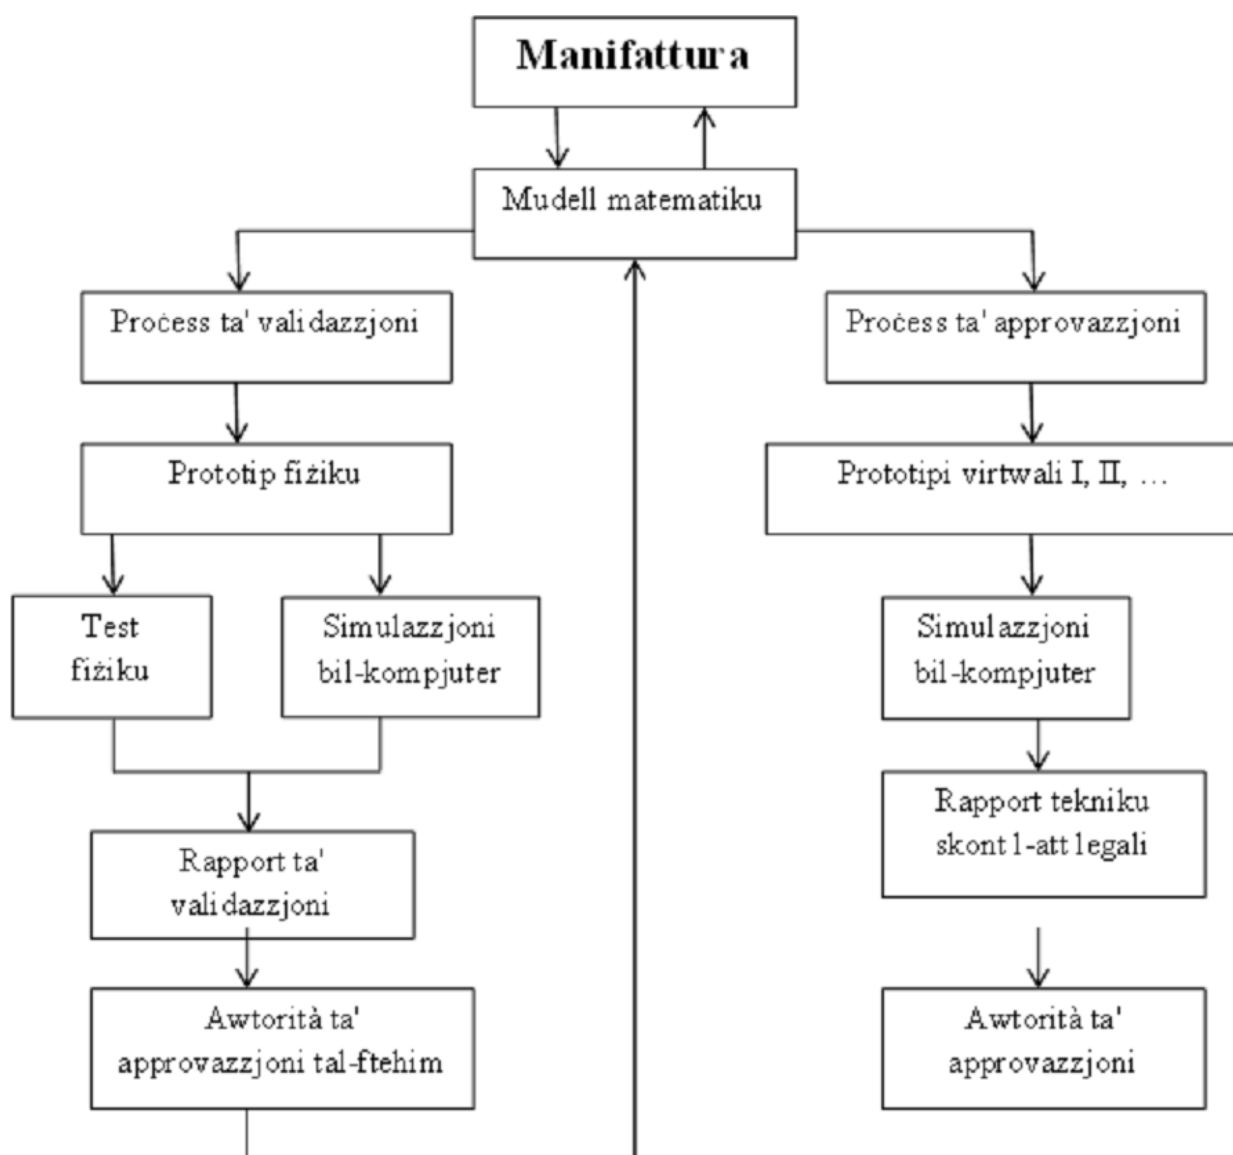 Manifattura
Mudell matematiku
Proċess ta' validazzjoni
Proċess ta' approvazzjoni
Prototip fiżiku
Prototipi virtwali I, II, ...
Test
fiżiku
Simulazzjoni
bil-kompjuter
Simulazzjoni
bil-kompjuter
Rapport ta'
validazzjoni
Rapport tekniku
skont l-att legali
Awtorità ta'
approvazzjoni tal-ftehim
Awtorità ta'
approvazzjoni